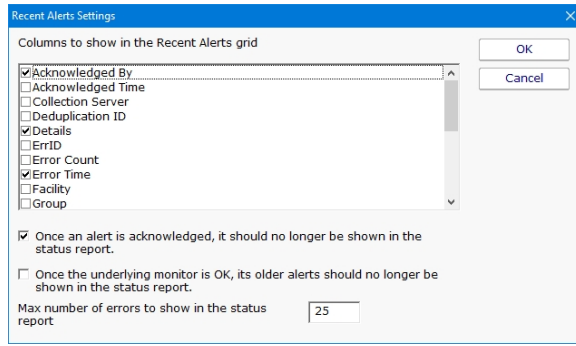 Recent Alerts Settings
Columns to show in the Recent Alerts grid
OK
Cancel
Acknowledged By
Acknowledged Time
Collection Server
Deduplication ID
Details
ErrID
Error Count
Error Time
Facility
Group
Once an alert is acknowledged, it should no longer be shown in the
status report.
Once the underlying monitor is OK, its older alerts should no longer be
shown in the status report.
Max number of errors to show in the status
report
25